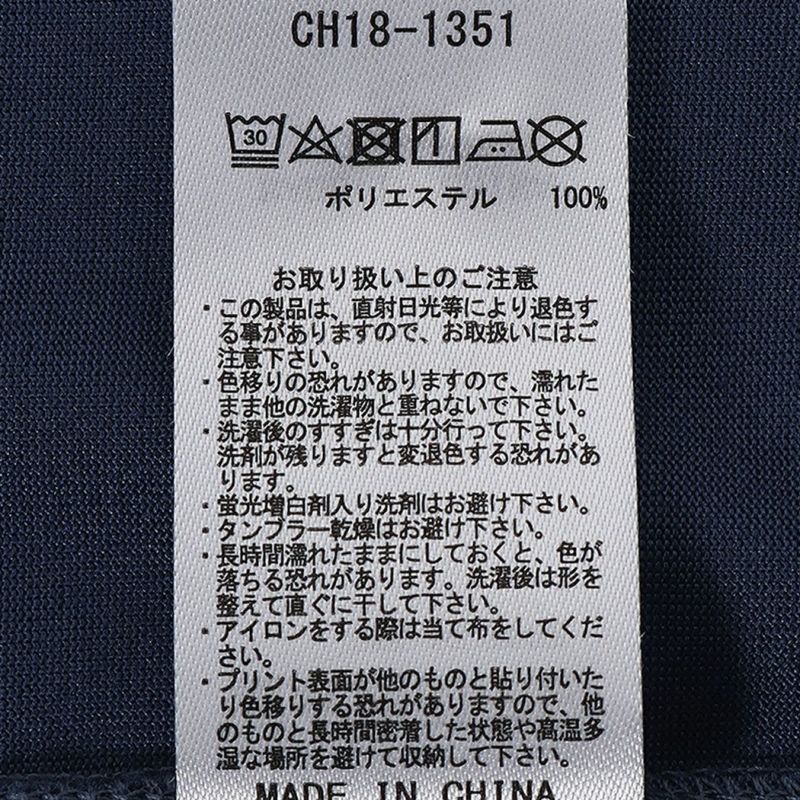 CH18-1351
30
ポリエステル 100%
お取り扱い上のご注意
・この製品は、直射日光等により退色す
る事がありますので、お取扱いにはご
注意下さい。
・色移りの恐れがありますので、濡れた
まま他の洗濯物と重ねないで下さい。
・洗濯後のすすぎは十分行って下さい。
洗剤が残りますと変退色する恐れがあ
ります。
・蛍光増白剤入り洗剤はお避け下さい。
・タンブラー乾燥はお避け下さい。
・長時間濡れたままにしておくと、色が
落ちる恐れがあります。洗濯後は形を
整えて直ぐに干して下さい。
・アイロンをする際は当て布をしてくだ
さい。
・プリント表面が他のものと貼り付いた
り色移りする恐れがありますので、他
のものと長時間密着した状態や高温多
湿な場所を避けて収納して下さい。
MADE IN CHINA